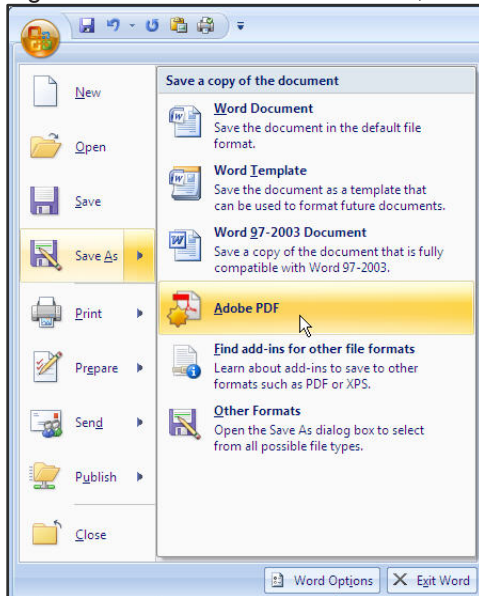 New
Open
Save
Save As
Print
Prepare
Send
Publish
Close
Save a copy of the document
Word Document
Save the document in the default file
format.
Word Template
Save the document as a template that
can be used to format future documents.
Word 97-2003 Document
Save a copy of the document that is fully
compatible with Word 97-2003.
Adobe PDF
Find add-ins for other file formats
Learn about add-ins to save to other
formats such as PDF or XPS.
Other Formats
Open the Save As dialog box to select
from all possible file types.
Word Options
Exit Word